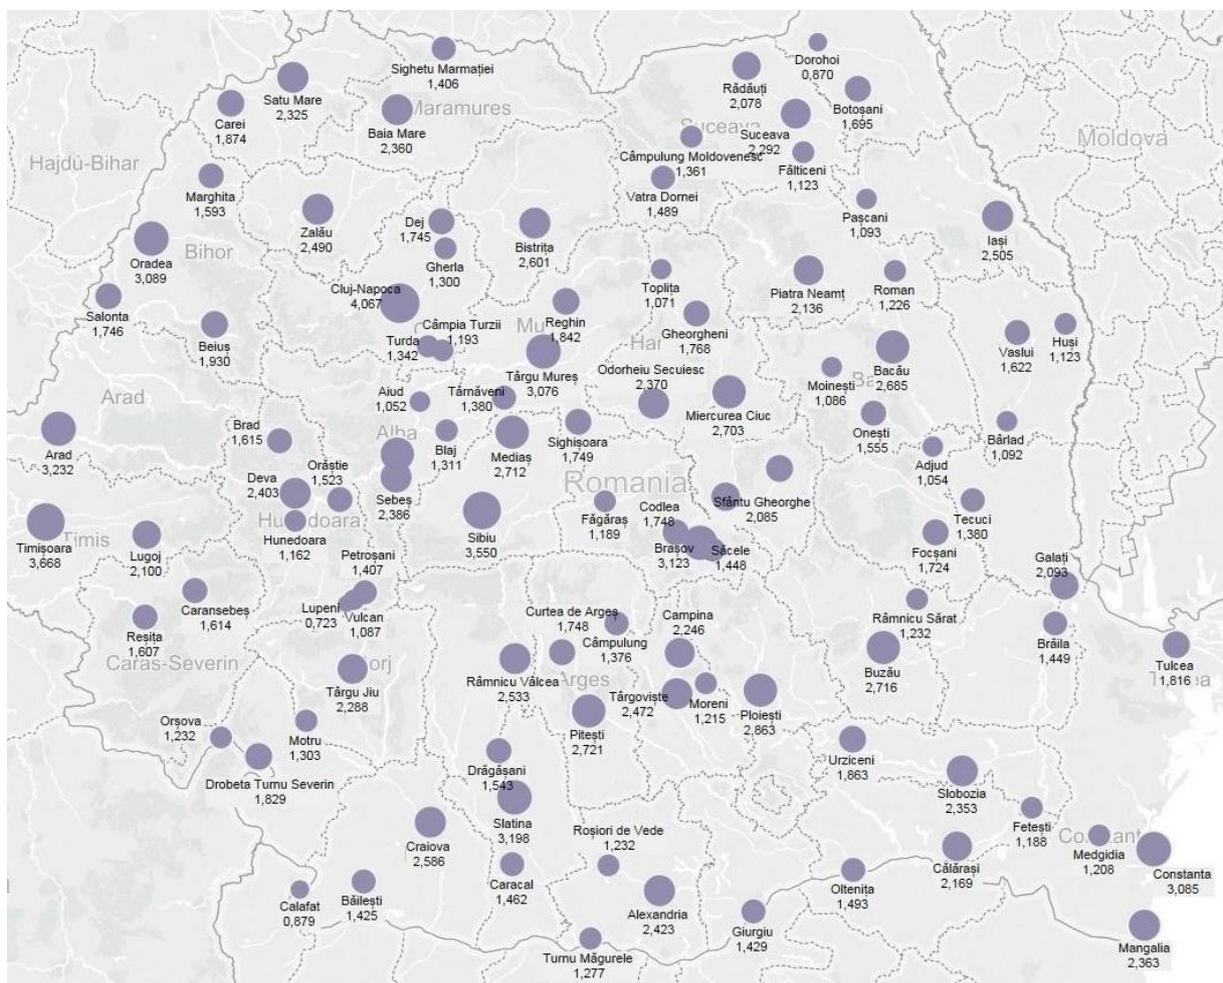 Sighetu Marmației
1,406
Dorohoi
0,870
Satu Mare
2,325
Rădăuți
2,078
Maramures
Carei
1,874
Baia Mare
2,360
Botoșani
1,695
Suceava
Suceava
2,292
Moldova
Hajdú-Bihar
Câmpulung Moldovenesc
1,361
Fălticeni
1,123
Marghita
1,593
Vatra Dornei
1,489
Zalău
2,490
Dej
1,745
Bistrița
2,601
Pașcani
1,093
Iași
2,505
Oradea
3,089
Bihor
Gherla
1,300
Cluj-Napoca
4,067
Toplița
1,071
Piatra Neamț
2,136
Roman
1,226
Salonta
1,746
Beiuș
1,930
Câmpia Turzii
1,193
Mu
Reghin
1,842
Gheorgheni
1,768
Har
Turda
1,342
Vaslui
1,622
Huși
1,123
Târgu Mureș
3,076
Odorheiu Secuiesc
2,370
Bacău
2,685
Ba
Moinești
1,086
Arad
Aiud
1,052
Târnăveni
1,380
Miercurea Ciuc
2,703
Brad
1,615
Alba
Blaj
1,311
Mediaș
2,712
Sighișoara
1,749
Onești
1,555
Bârlad
1,092
Arad
3,232
Adjud
1,054
Orăștie
1,523
Deva
2,403
Sebeș
2,386
Romania
Sfântu Gheorghe
2,085
Hunedoara
Hunedoara
1,162
Sibiu
3,550
Făgăraș
1,189
Codlea
1,748
Tecuci
1,380
Timișoara
3,668
Timis
Lugoj
2,100
Petroșani
1,407
Brașov
3,123
Săcele
1,448
Focșani
1,724
Galați
2,093
Caransebeș
1,614
Lupeni
0,723
Vulcan
1,087
Curtea de Argeș
1,748
Campina
2,246
Râmnicu Sărat
1,232
Reșița
1,607
Câmpulung
1,376
Brăila
1,449
Caras-Severin
orj
Tulcea
1,816
Buzău
2,716
Târgu Jiu
2,288
Râmnicu Vâlcea
2,533
Arges
Târgoviște
2,472
Moreni
1,215
Ploiești
2,863
Orșova
1,232
Motru
1,303
Pitești
2,721
Drăgășani
1,543
Urziceni
1,863
Drobeta Turnu Severin
1,829
Slobozia
2,353
Slatina
3,198
Roșiori de Vede
1,232
Fetești
1,188
Craiova
2,586
Constant
Medgidia
1,208
Călărași
2,169
Constanta
3,085
Caracal
1,462
Oltenița
1,493
Calafat
0,879
Băilești
1,425
Alexandria
2,423
Giurgiu
1,429
Mangalia
2,363
Turnu Măgurele
1,277